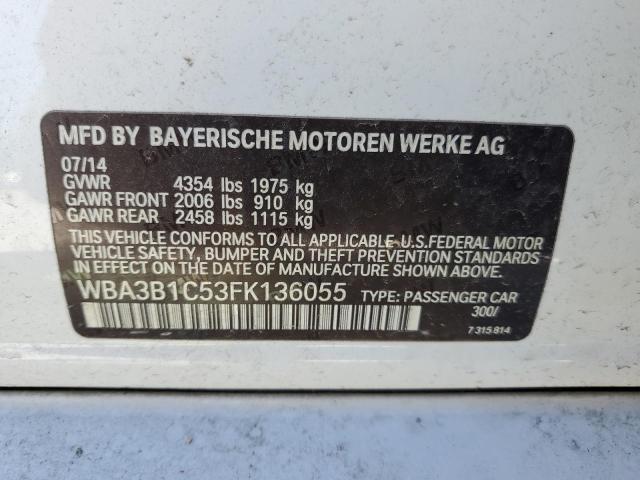 MFD BY BAYERISCHE MOTOREN WERKE AG
07/14
GVWR 4354 lbs 1975 kg
GAWR FRONT 2006 lbs 910 kg
GAWR REAR 2458 lbs 1115 kg
THIS VEHICLE CONFORMS TO ALL APPLICABLE U.S.FEDERAL MOTOR
VEHICLE SAFETY, BUMPER AND THEFT PREVENTION STANDARDS
IN EFFECT ON THE DATE OF MANUFACTURE SHOWN ABOVE.
WBA3B1C53FK136055 TYPE: PASSENGER CAR
300/
7 315 814